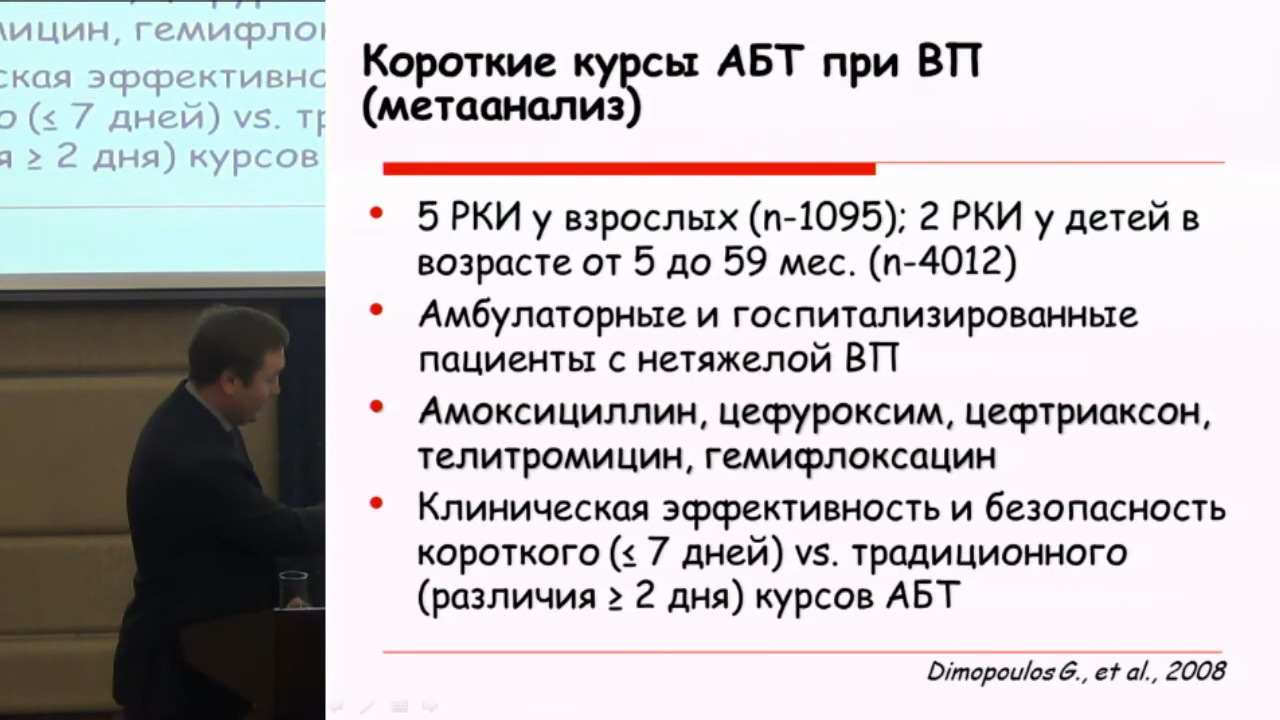 мицин, гемифло
ская эффективно
(≤ 7 дней) vs.
≥ 2 дня) курсов
Короткие курсы АБТ при ВП
(метаанализ)
5 РКИ у взрослых (n-1095); 2 РКИ у детей в
возрасте от 5 до 59 мес. (n-4012)
Амбулаторные и госпитализированные
пациенты с нетяжелой ВП
Амоксициллин, цефуроксим, цефтриаксон,
телитромицин, гемифлоксацин
Клиническая эффективность и безопасность
короткого (≤ 7 дней) vs. традиционного
(различия ≥ 2 дня) курсов АБТ
Dimopoulos G., et al., 2008